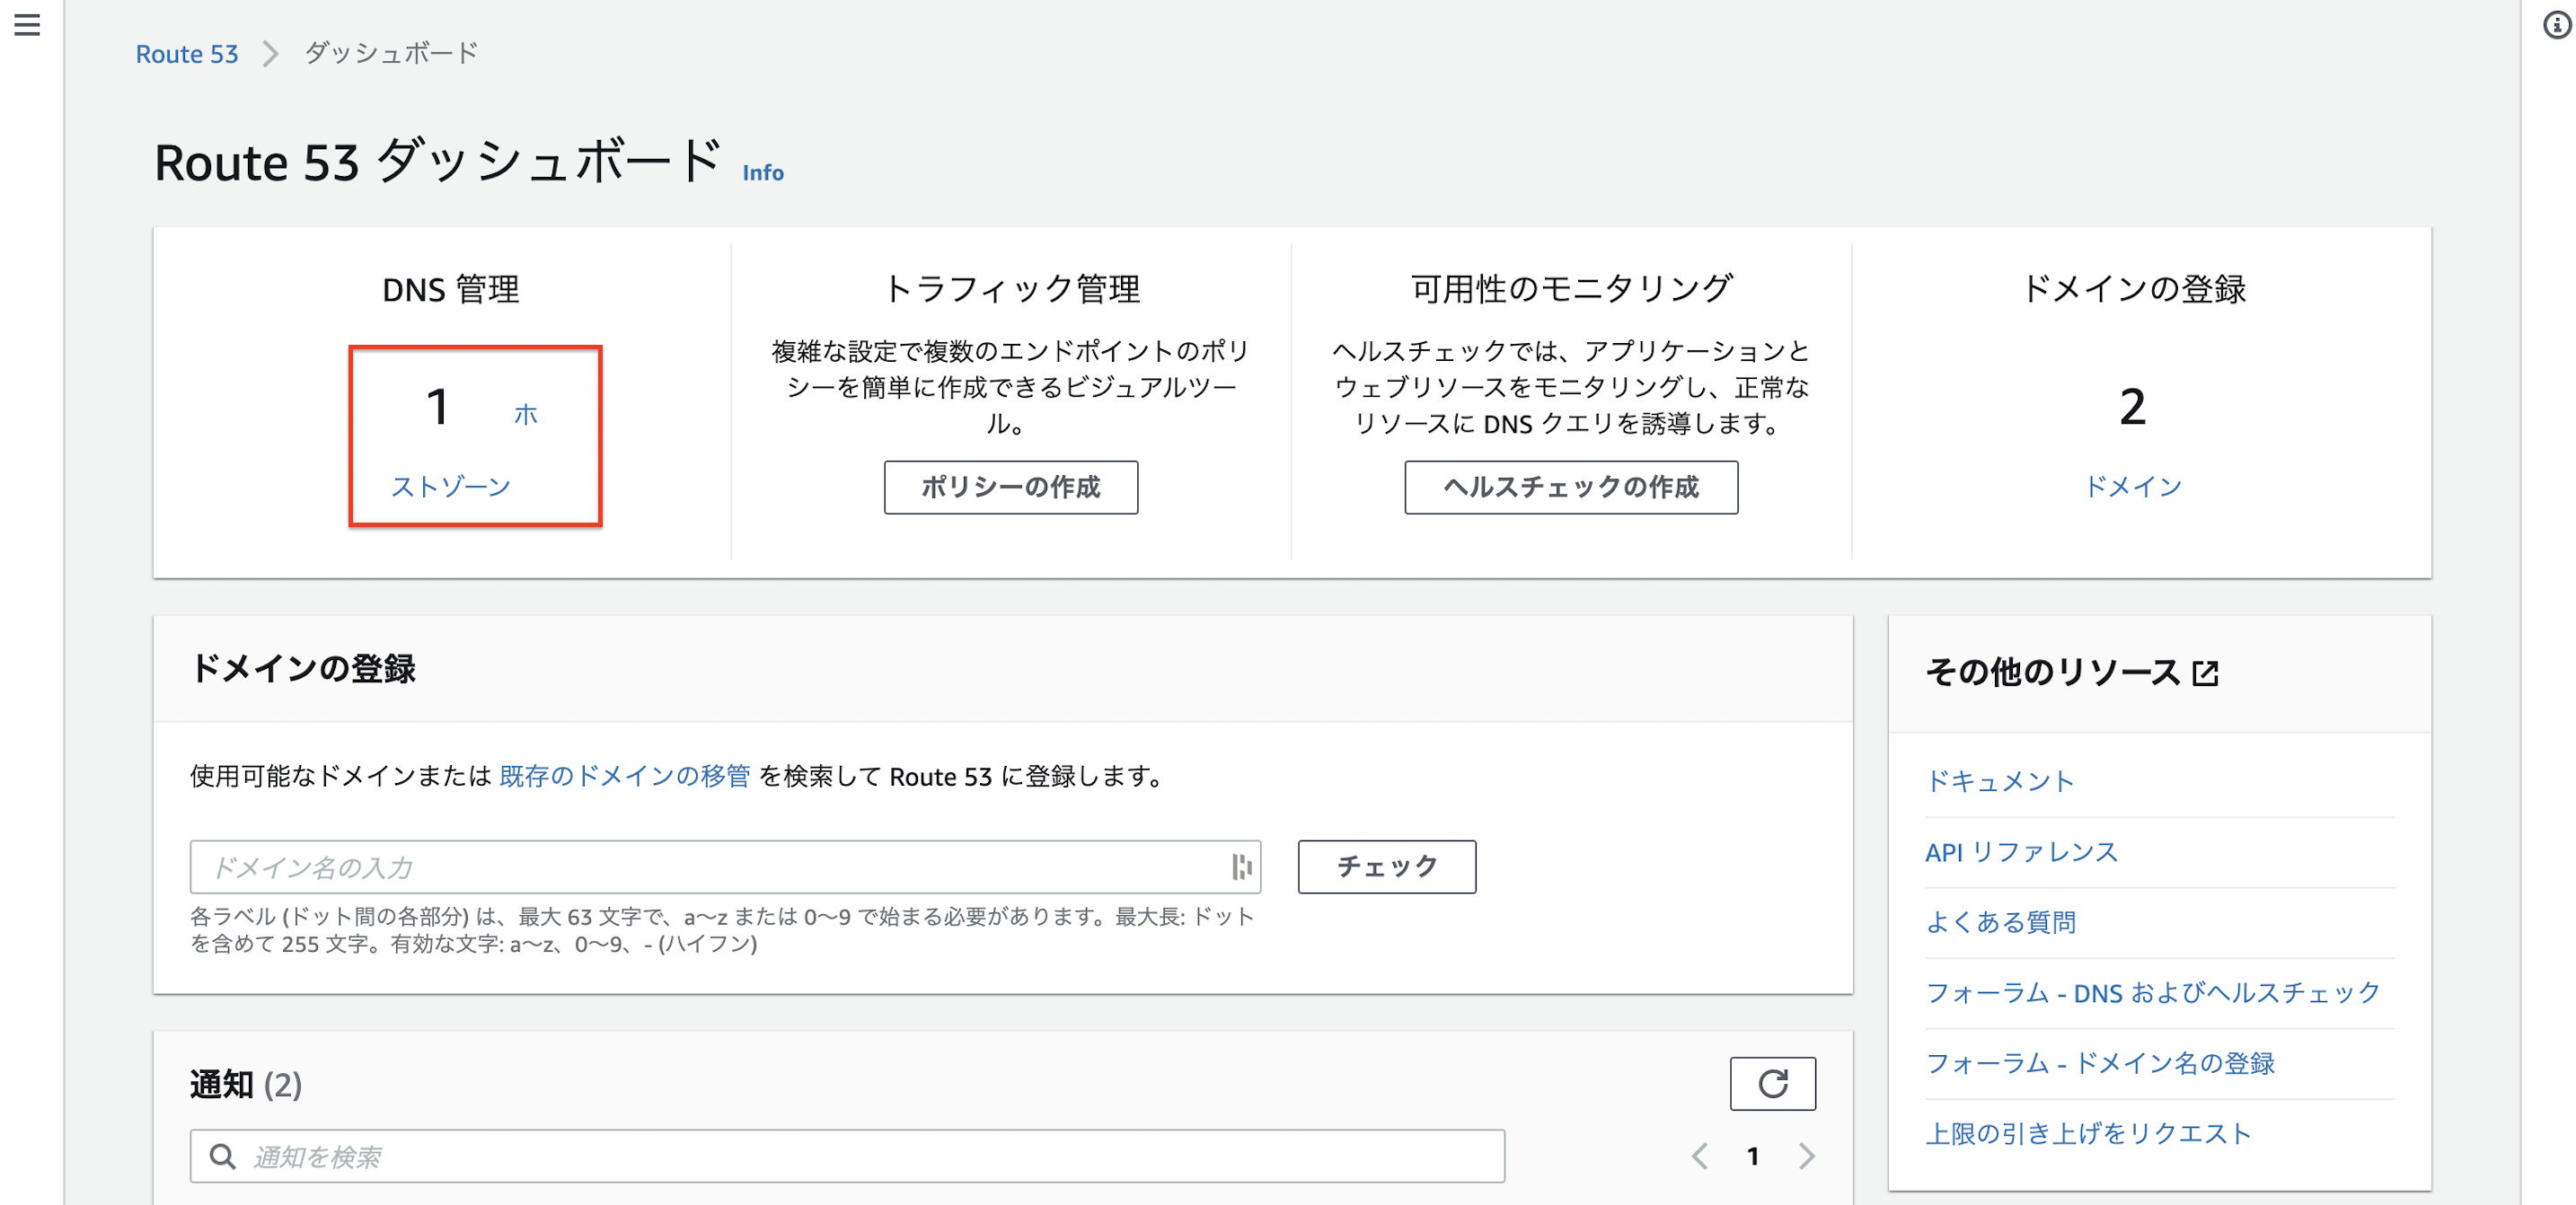 Route 53 ダッシュボード
Route 53 ダッシュボード Info
DNS 管理
1 ホ
ストゾーン
トラフィック管理
複雑な設定で複数のエンドポイントのポリ
シーを簡単に作成できるビジュアルツー
ル。
ポリシーの作成
可用性のモニタリング
ヘルスチェックでは、アプリケーションと
ウェブリソースをモニタリングし、正常な
リソースに DNS クエリを誘導します。
ヘルスチェックの作成
ドメインの登録
2
ドメイン
ドメインの登録
使用可能なドメインまたは 既存のドメインの移管 を検索して Route 53 に登録します。
ドメイン名の入力
チェック
各ラベル (ドット間の各部分) は、最大 63 文字で、a〜z または 0〜9 で始まる必要があります。最大長: ドット
を含めて 255 文字。有効な文字: a〜z、0〜9、- (ハイフン)
通知 (2)
通知を検索
1
その他のリソース
ドキュメント
API リファレンス
よくある質問
フォーラム - DNS およびヘルスチェック
フォーラム - ドメイン名の登録
上限の引き上げをリクエスト